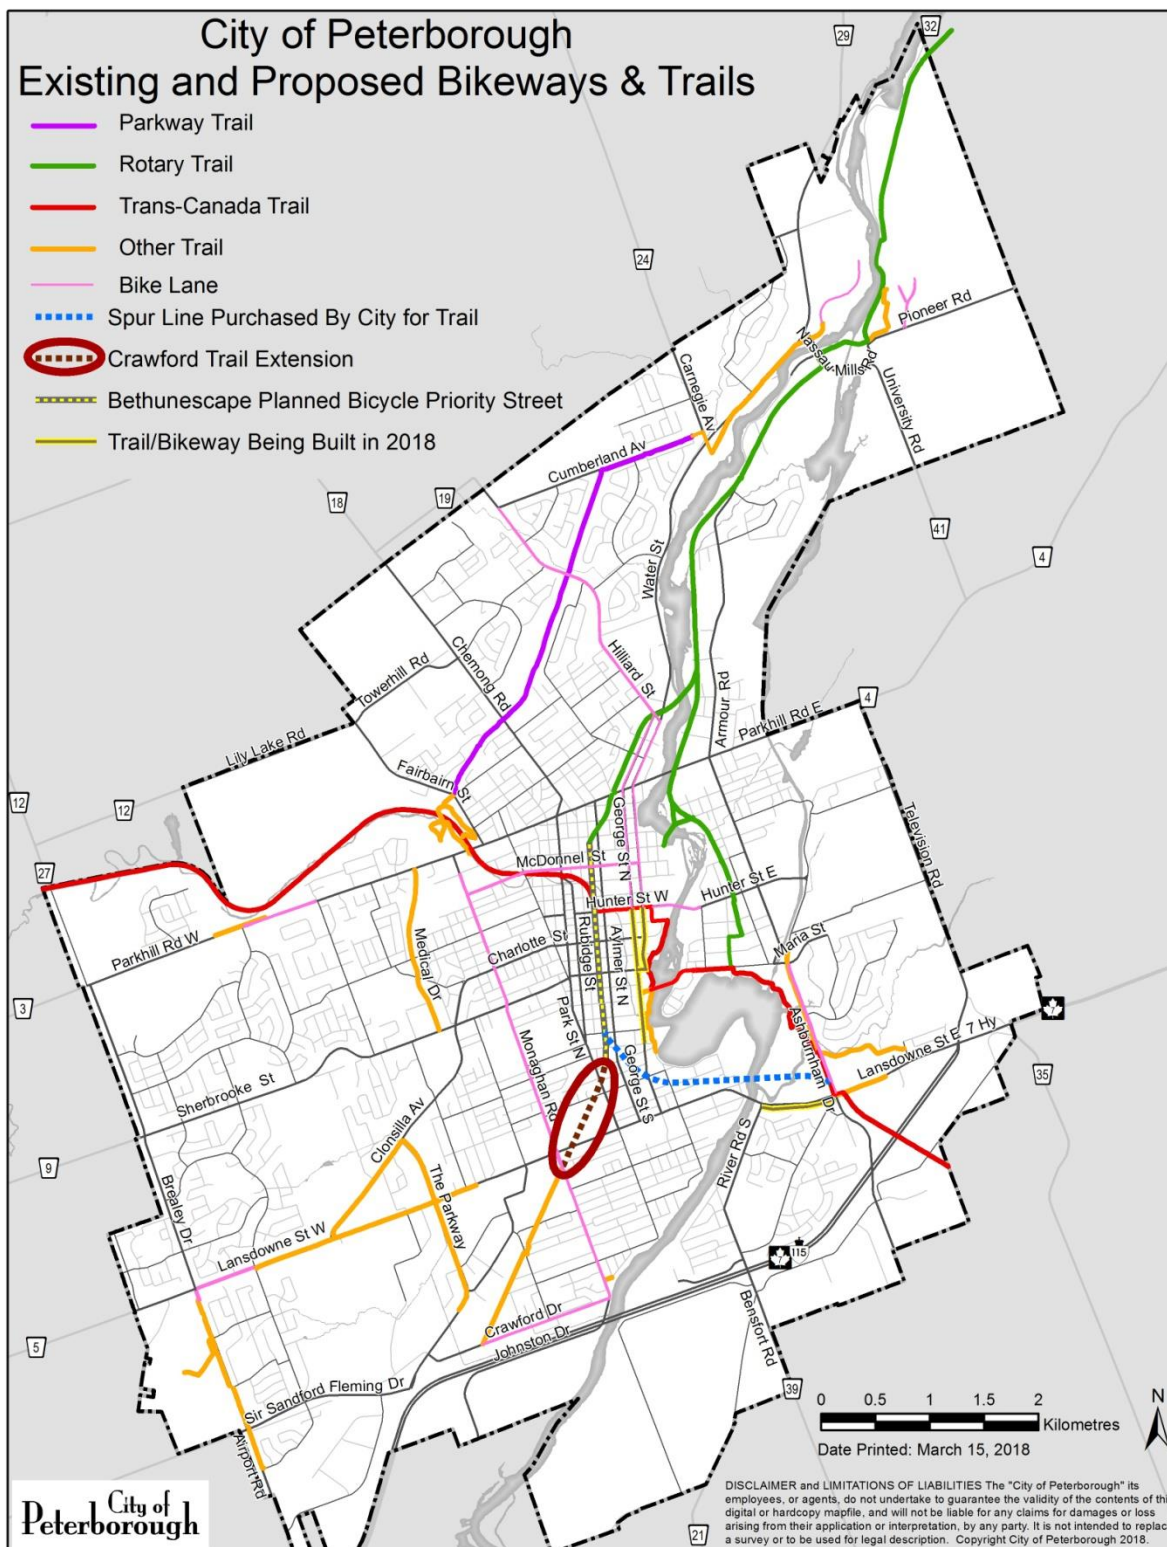 City of Peterborough
Existing and Proposed Bikeways & Trails
Parkway Trail
Rotary Trail
Trans-Canada Trail
Other Trail
Bike Lane
Spur Line Purchased By City for Trail
Crawford Trail Extension
Bethunescape Planned Bicycle Priority Street
Trail/Bikeway Being Built in 2018
29
32
24
Pioneer Rd
Nassau Mills Rd
University Rd
Carnegie Av
Cumberland Av
18
19
41
4
Water St
Hilliard St
Chemong Rd
Towerhill Rd
Armour Rd
Parkhill Rd E
4
Lily Lake Rd
Fairbairn St
12
12
27
Television Rd
George St N
McDonnel St
Hunter St W
Hunter St E
Parkhill Rd W
Medical Dr
Charlotte St
Rubidge St
Aylmer St N
Maria St
3
7
Park St N
Monaghan Rd
George St S
Ashburnham Dr
Lansdowne St E 7 Hy
35
Sherbrooke St
Clonsilla Av
9
River Rd S
The Parkway
Brealey Dr
Lansdowne St W
7
115
5
Crawford Dr
Johnston Dr
Bensfort Rd
Sir Sandford Fleming Dr
Airport Rd
39
21
0 0.5 1 1.5 2
Kilometres
N
Date Printed: March 15, 2018
City of
Peterborough
DISCLAIMER and LIMITATIONS OF LIABILITIES The "City of Peterborough" its
employees, or agents, do not undertake to guarantee the validity of the contents of thi
digital or hardcopy mapfile, and will not be liable for any claims for damages or loss
arising from their application or interpretation, by any party. It is not intended to replac
a survey or to be used for legal description. Copyright City of Peterborough 2018.